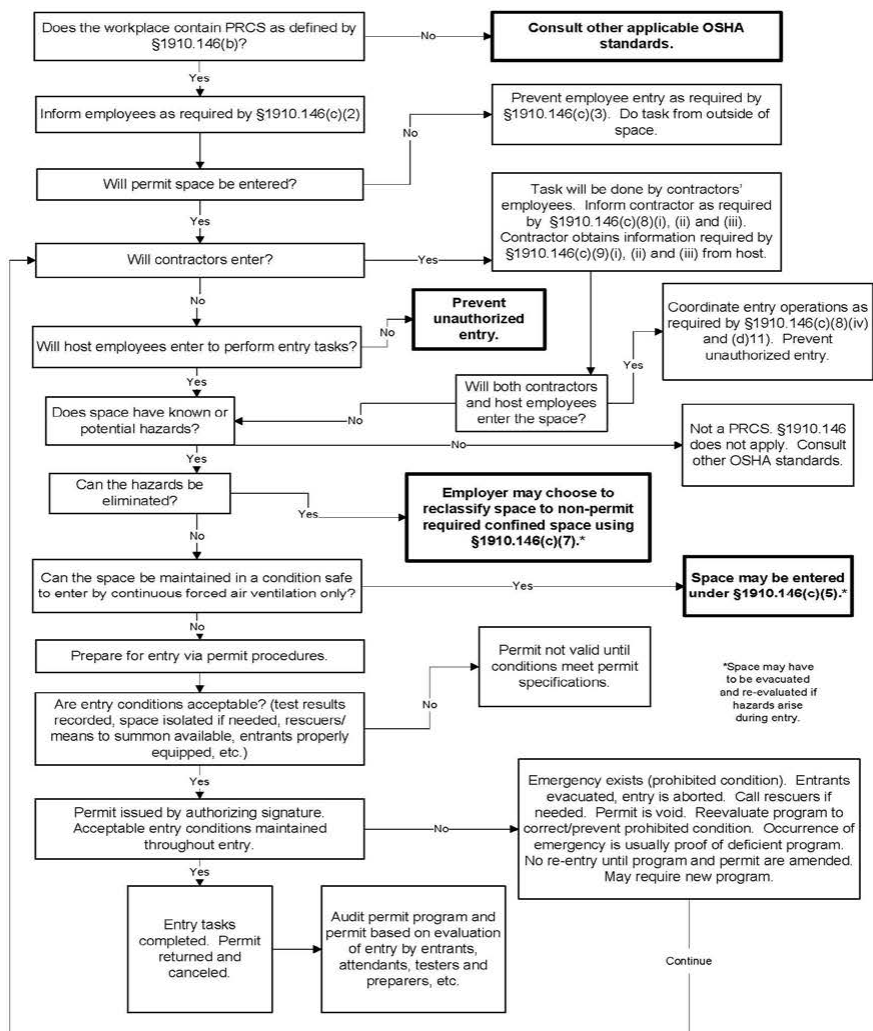 Does the workplace contain PRCS as defined by
§1910.146(b)?
No
Consult other applicable OSHA
standards.
Yes
Inform employees as required by §1910.146(c)(2)
No
Prevent employee entry as required by
§1910.146(c)(3). Do task from outside of
space.
Will permit space be entered?
Yes
Task will be done by contractors'
employees. Inform contractor as required
by §1910.146(c)(8)(i), (ii) and (iii).
Contractor obtains information required by
§1910.146(c)(9)(i), (ii) and (iii) from host.
Will contractors enter?
Yes
No
Prevent
unauthorized
entry.
Coordinate entry operations as
required by §1910.146(c)(8)(iv)
and (d)11). Prevent
unauthorized entry.
Will host employees enter to perform entry tasks?
No
Yes
Yes
Will both contractors
and host employees
enter the space?
No
Does space have known or
potential hazards?
No
Not a PRCS. §1910.146
does not apply. Consult
other OSHA standards.
Yes
Can the hazards be
eliminated?
Yes
Employer may choose to
reclassify space to non-permit
required confined space using
§1910.146(c)(7).*
No
Can the space be maintained in a condition safe
to enter by continuous forced air ventilation only?
Yes
Space may be entered
under §1910.146(c)(5).*
No
Prepare for entry via permit procedures.
Permit not valid until
conditions meet permit
specifications.
*Space may have
to be evacuated
and re-evaluated if
hazards arise
during entry.
Are entry conditions acceptable? (test results
recorded, space isolated if needed, rescuers/
means to summon available, entrants properly
equipped, etc.)
No
Yes
Permit issued by authorizing signature.
Acceptable entry conditions maintained
throughout entry.
No
Emergency exists (prohibited condition). Entrants
evacuated, entry is aborted. Call rescuers if
needed. Permit is void. Reevaluate program to
correct/prevent prohibited condition. Occurrence of
emergency is usually proof of deficient program.
No re-entry until program and permit are amended.
May require new program.
Yes
Entry tasks
completed. Permit
returned and
canceled.
Audit permit program and
permit based on evaluation
of entry by entrants,
attendants, testers and
preparers, etc.
Continue